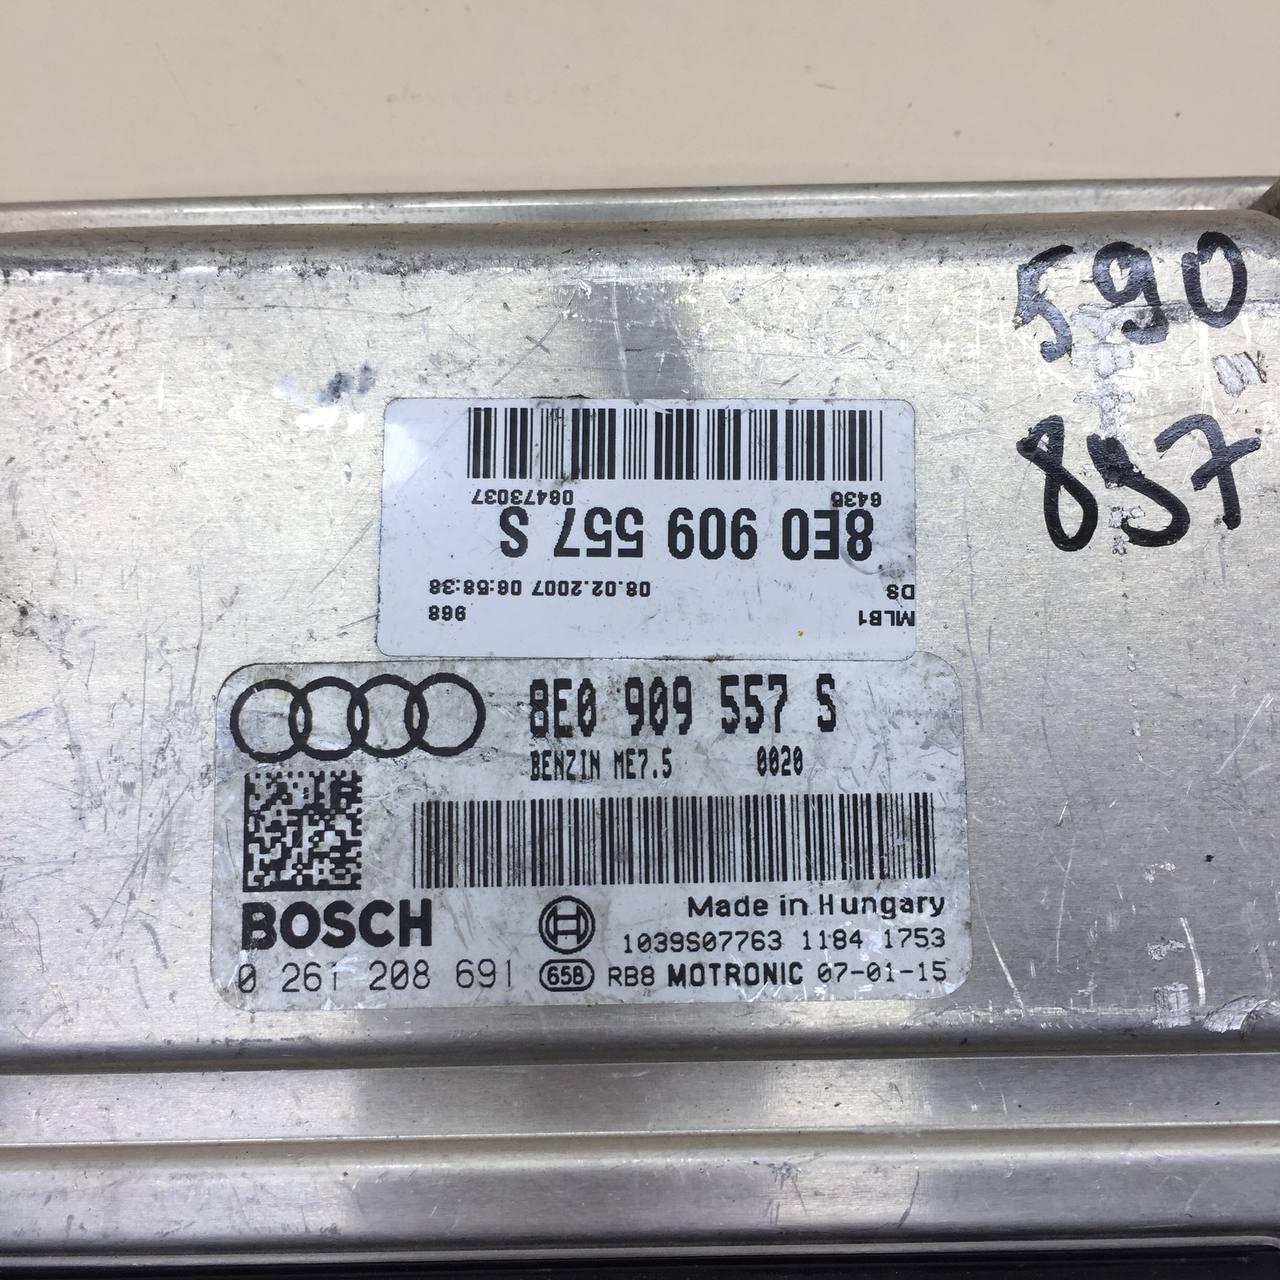 590
857
6435 06473037
8E0 909 557 S
08.02.2007 06:58:38
D8
MLB1 968
8E0 909 557 S
BENZIN ME7.5 0020
BOSCH
Made in Hungary
1039S07763 1184 1753
0 261 208 691 658 RB8 MOTRONIC 07-01-15